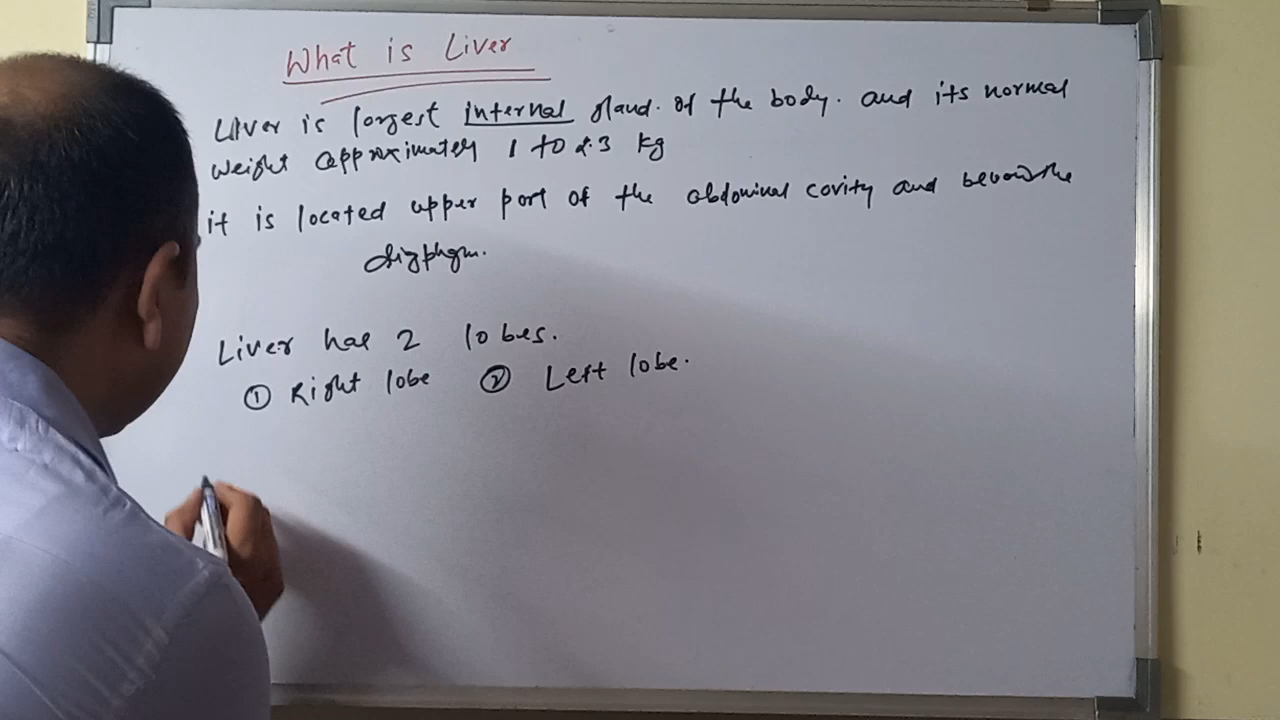 What is Liver
Liver is largest internal gland. of the body. and its normal
weight approximately 1 to 2.3 kg
it is located upper part of the abdominal cavity and the
Liver has 2 lobes.
① Right lobe ② Left lobe.